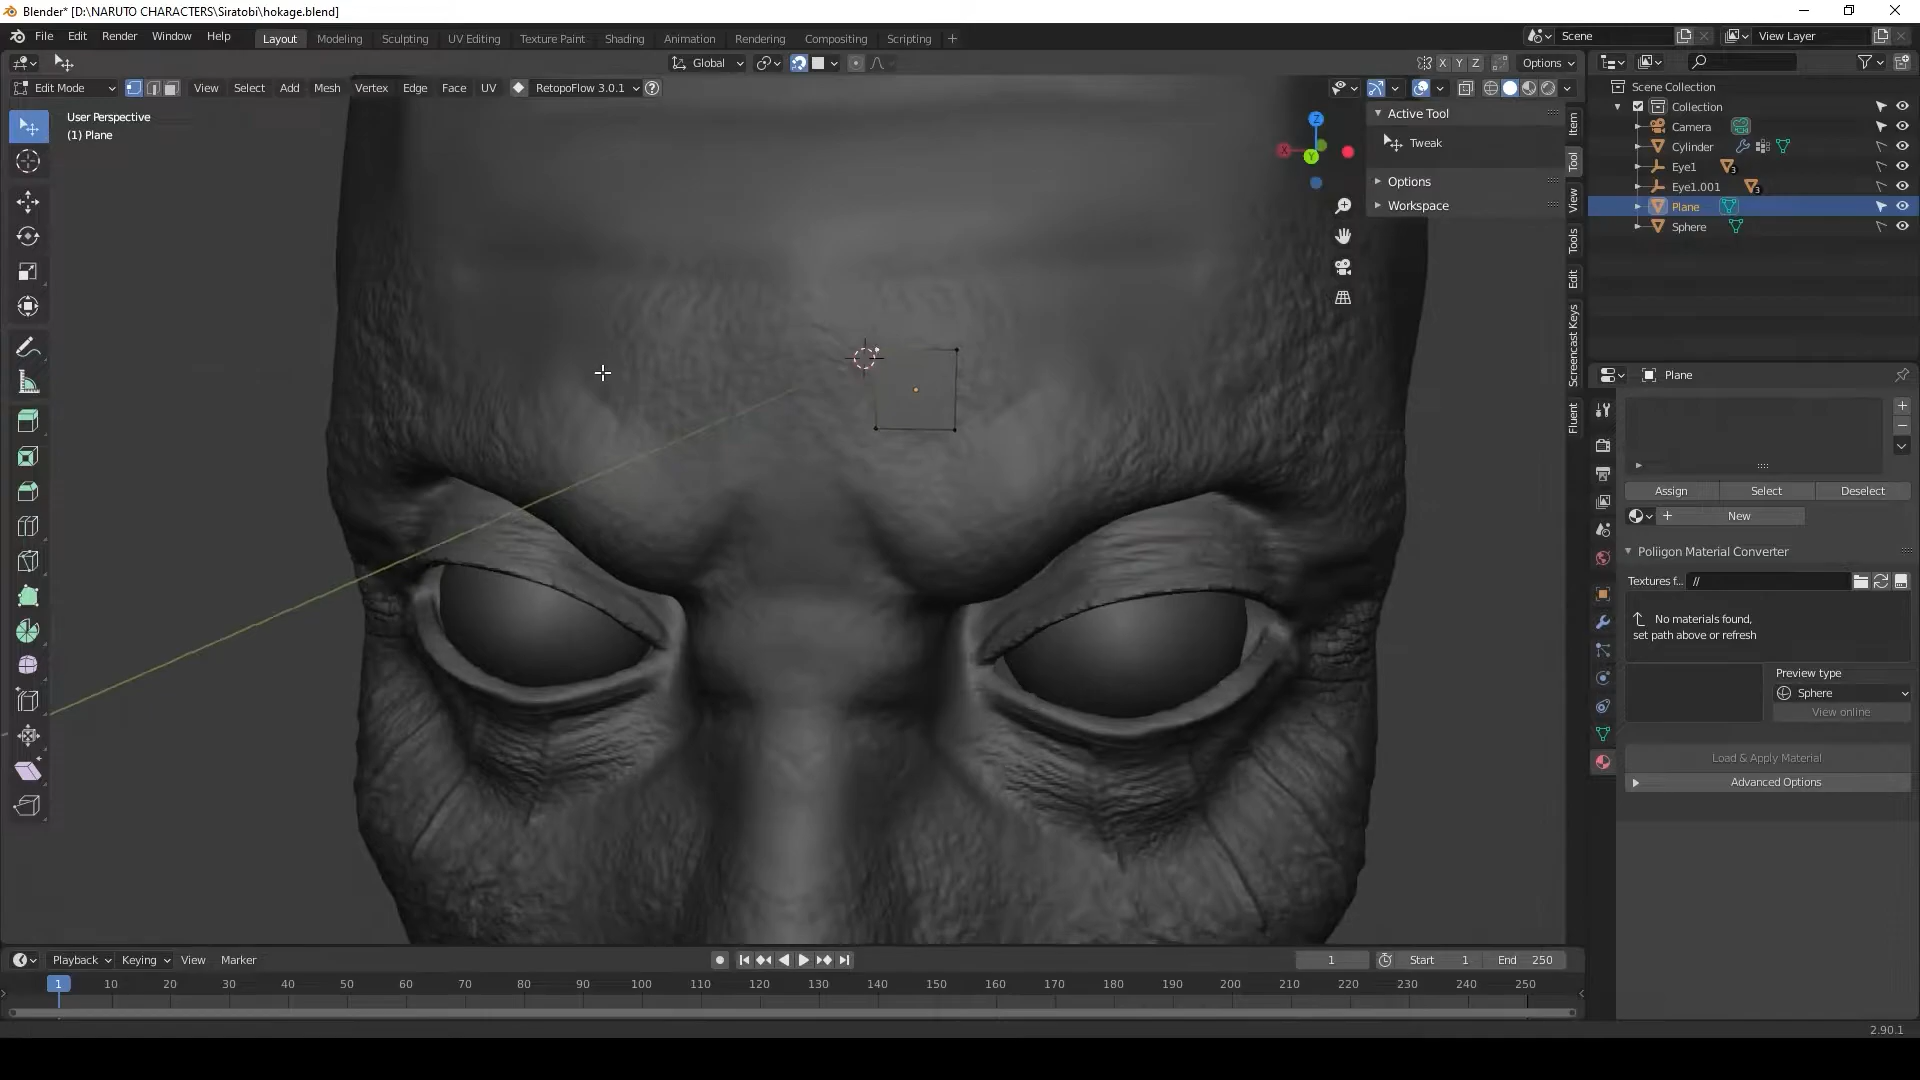 Blender* [D:\NARUTO CHARACTERS\Siratobi\hokage.blend]
File Edit Render Window Help Layout Modeling Sculpting UV Editing Texture Paint Shading Animation Rendering Compositing Scripting + Scene View Layer
Global X Y Z Options
Edit Mode View Select Add Mesh Vertex Edge Face UV RetopoFlow 3.0.1
User Perspective
(1) Plane
Z
X
Y
Active Tool
Tweak
Options
Workspace
Item
Tool
View
Tools
Edit
Screencast Keys
Fluent
Scene Collection
Collection
Camera
Cylinder
Eye1 3
Eye1.001 3
Plane
Sphere
Plane
Assign Select Deselect
New
Poliigon Material Converter
Textures f... //
No materials found,
set path above or refresh
Preview type
Sphere
View online
Load & Apply Material
Advanced Options
Playback Keying View Marker 1 Start 1 End 250
1 10 20 30 40 50 60 70 80 90 100 110 120 130 140 150 160 170 180 190 200 210 220 230 240 250
2.90.1